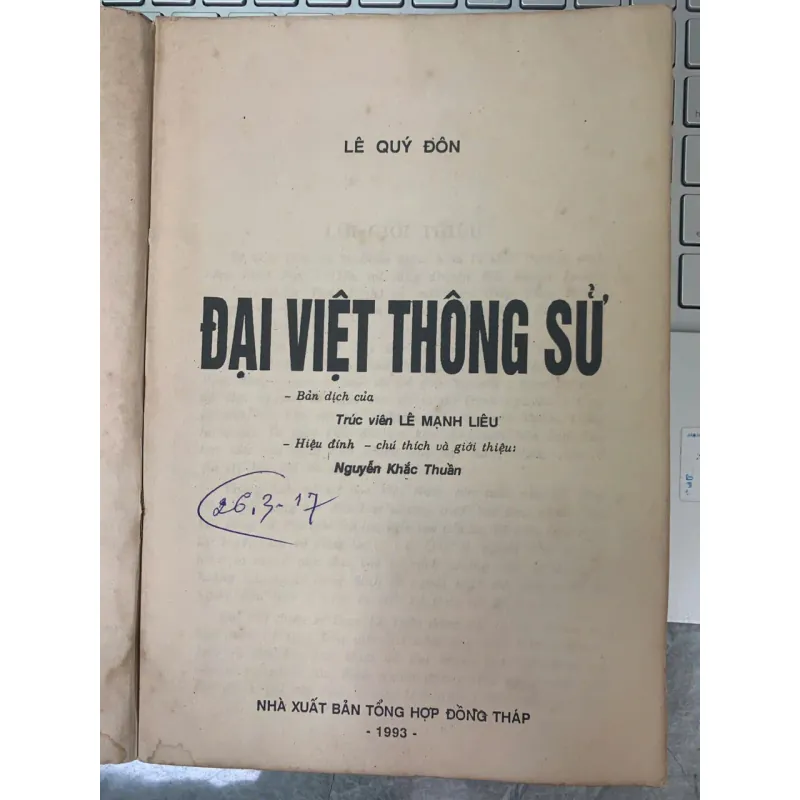 LÊ QUÝ ĐÔN
ĐẠI VIỆT THÔNG SỬ
- Bản dịch của
Trúc viên LÊ MẠNH LIÊU
- Hiệu đính - chú thích và giới thiệu:
Nguyễn Khắc Thuần
26.3-17
NHÀ XUẤT BẢN TỔNG HỢP ĐỒNG THÁP
- 1993 -